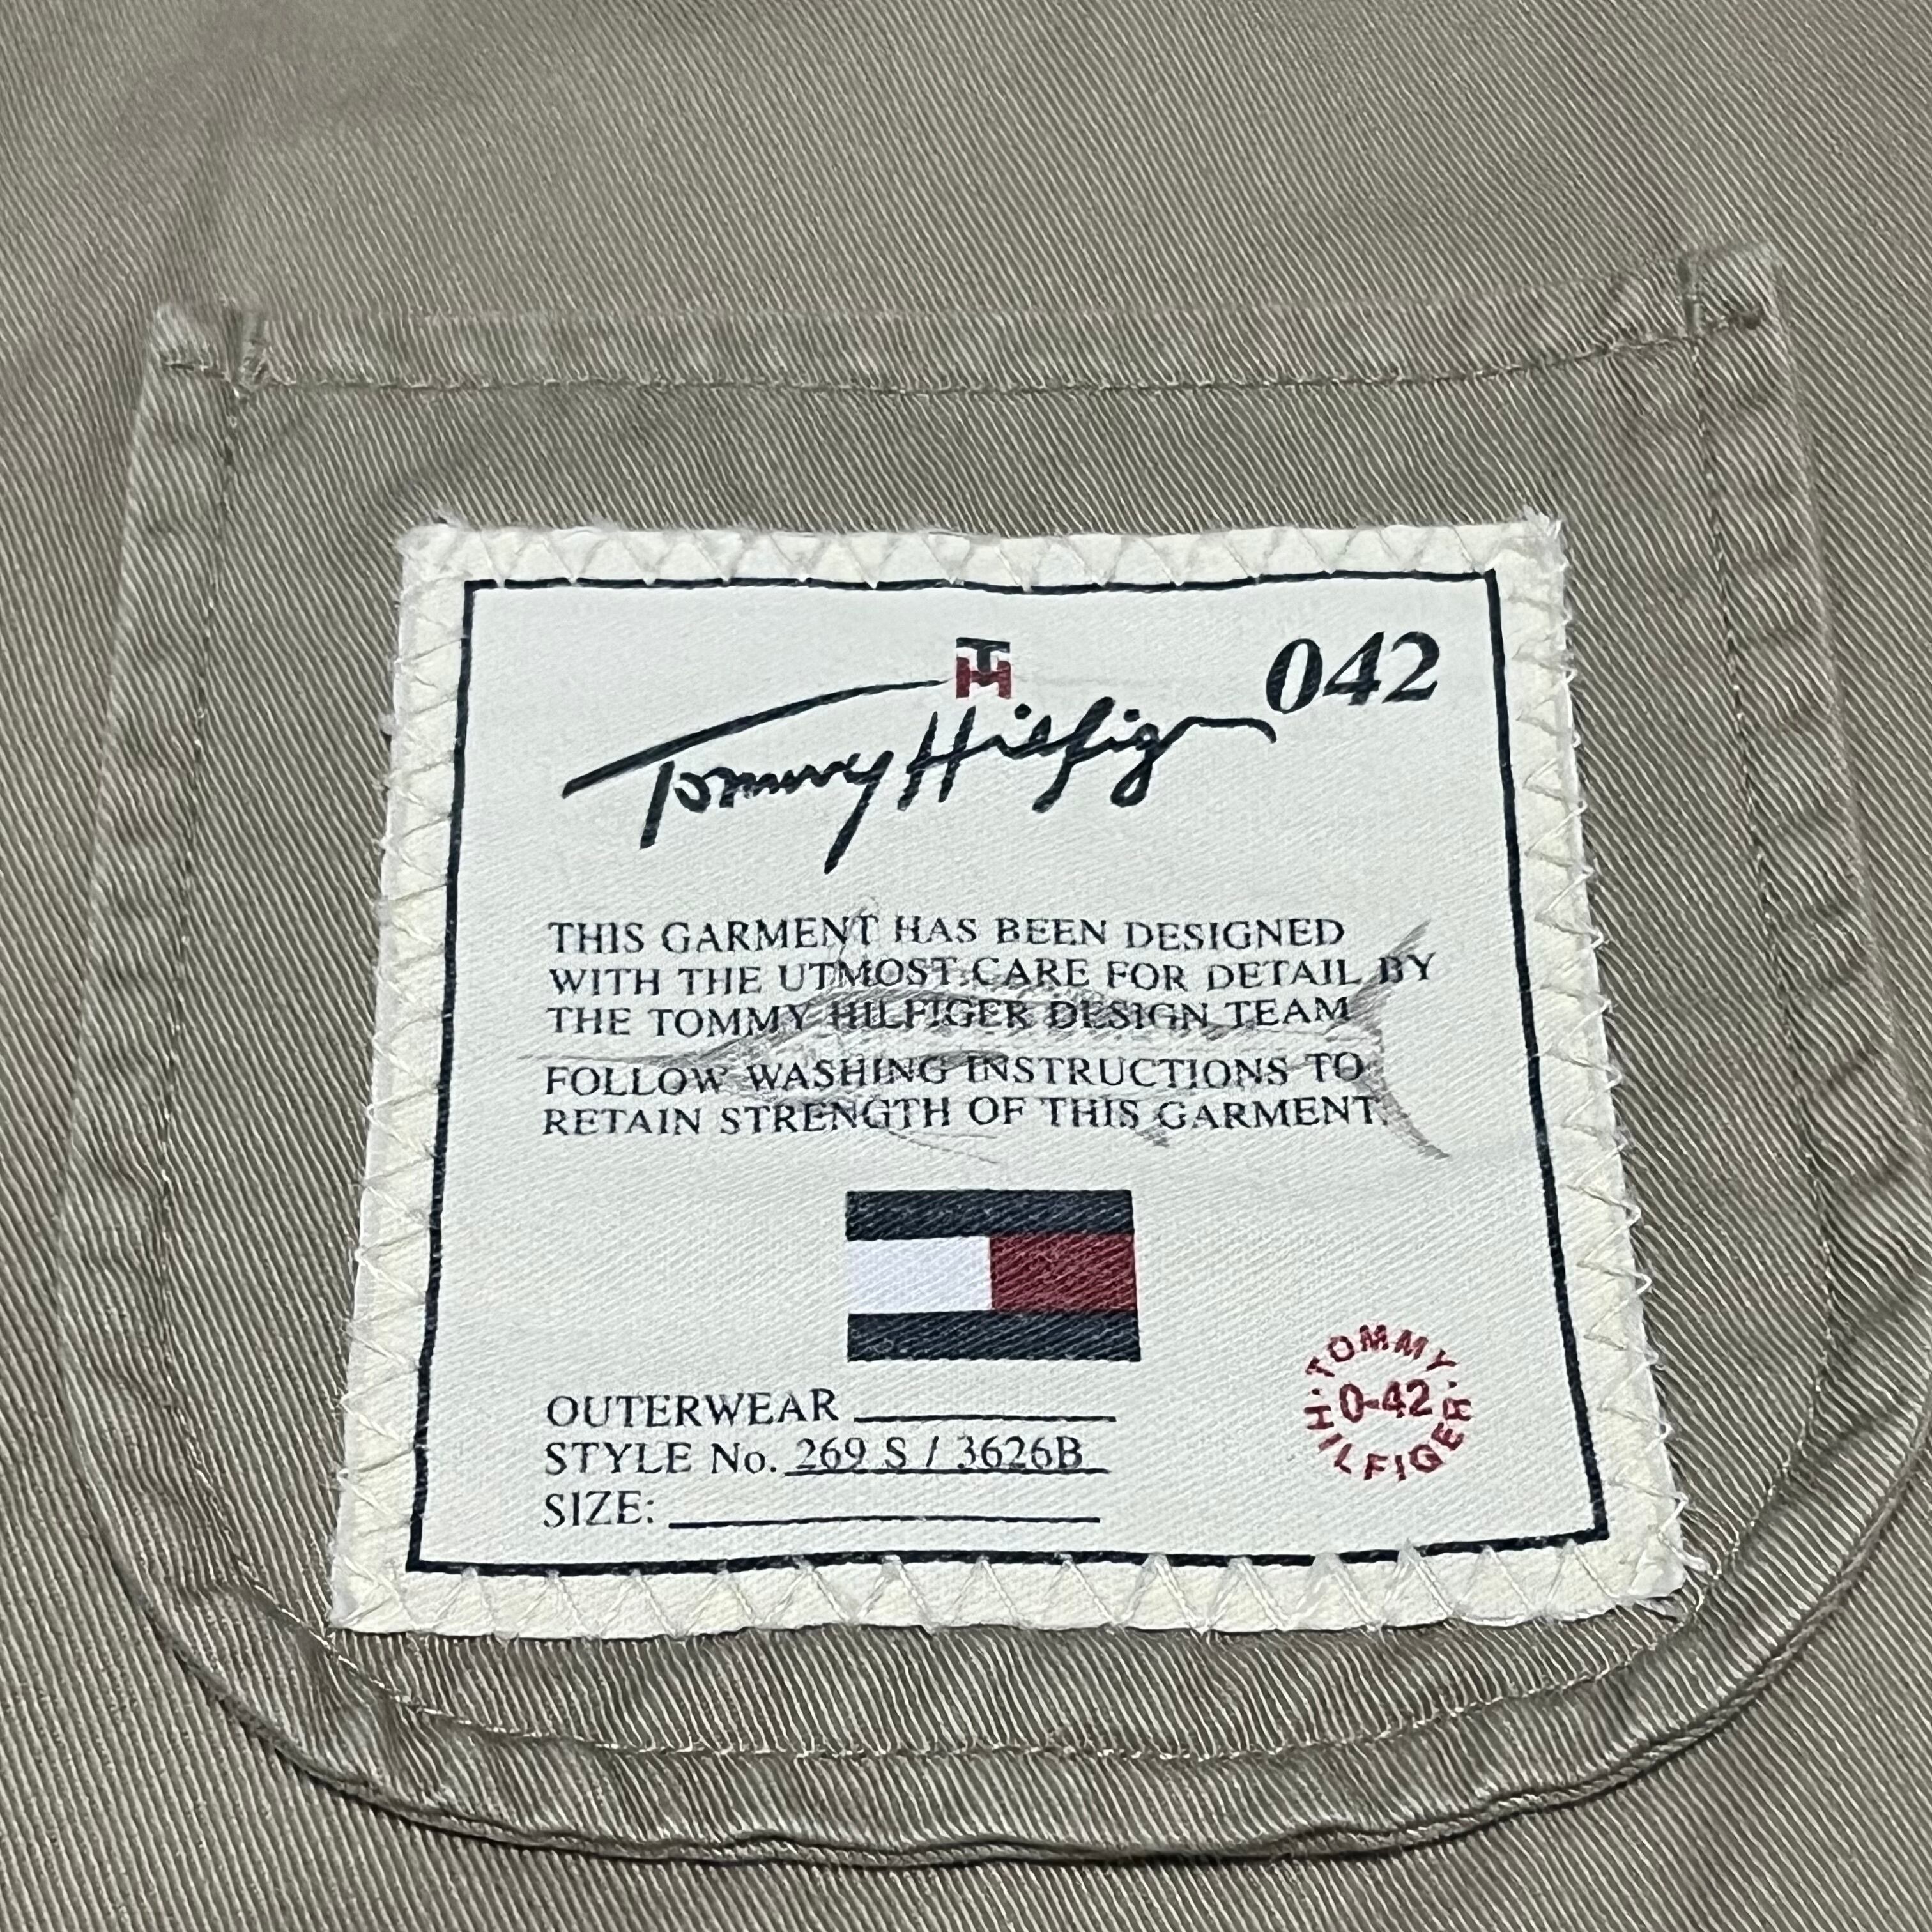 TH
042
Tommy Hilfiger
THIS GARMENT HAS BEEN DESIGNED
WITH THE UTMOST CARE FOR DETAIL BY
THE TOMMY HILFIGER DESIGN TEAM
FOLLOW WASHING INSTRUCTIONS TO
RETAIN STRENGTH OF THIS GARMENT.
OUTERWEAR
STYLE No. 269 S / 3626B
SIZE:
·TOMMY·
0-42
HILFIGER